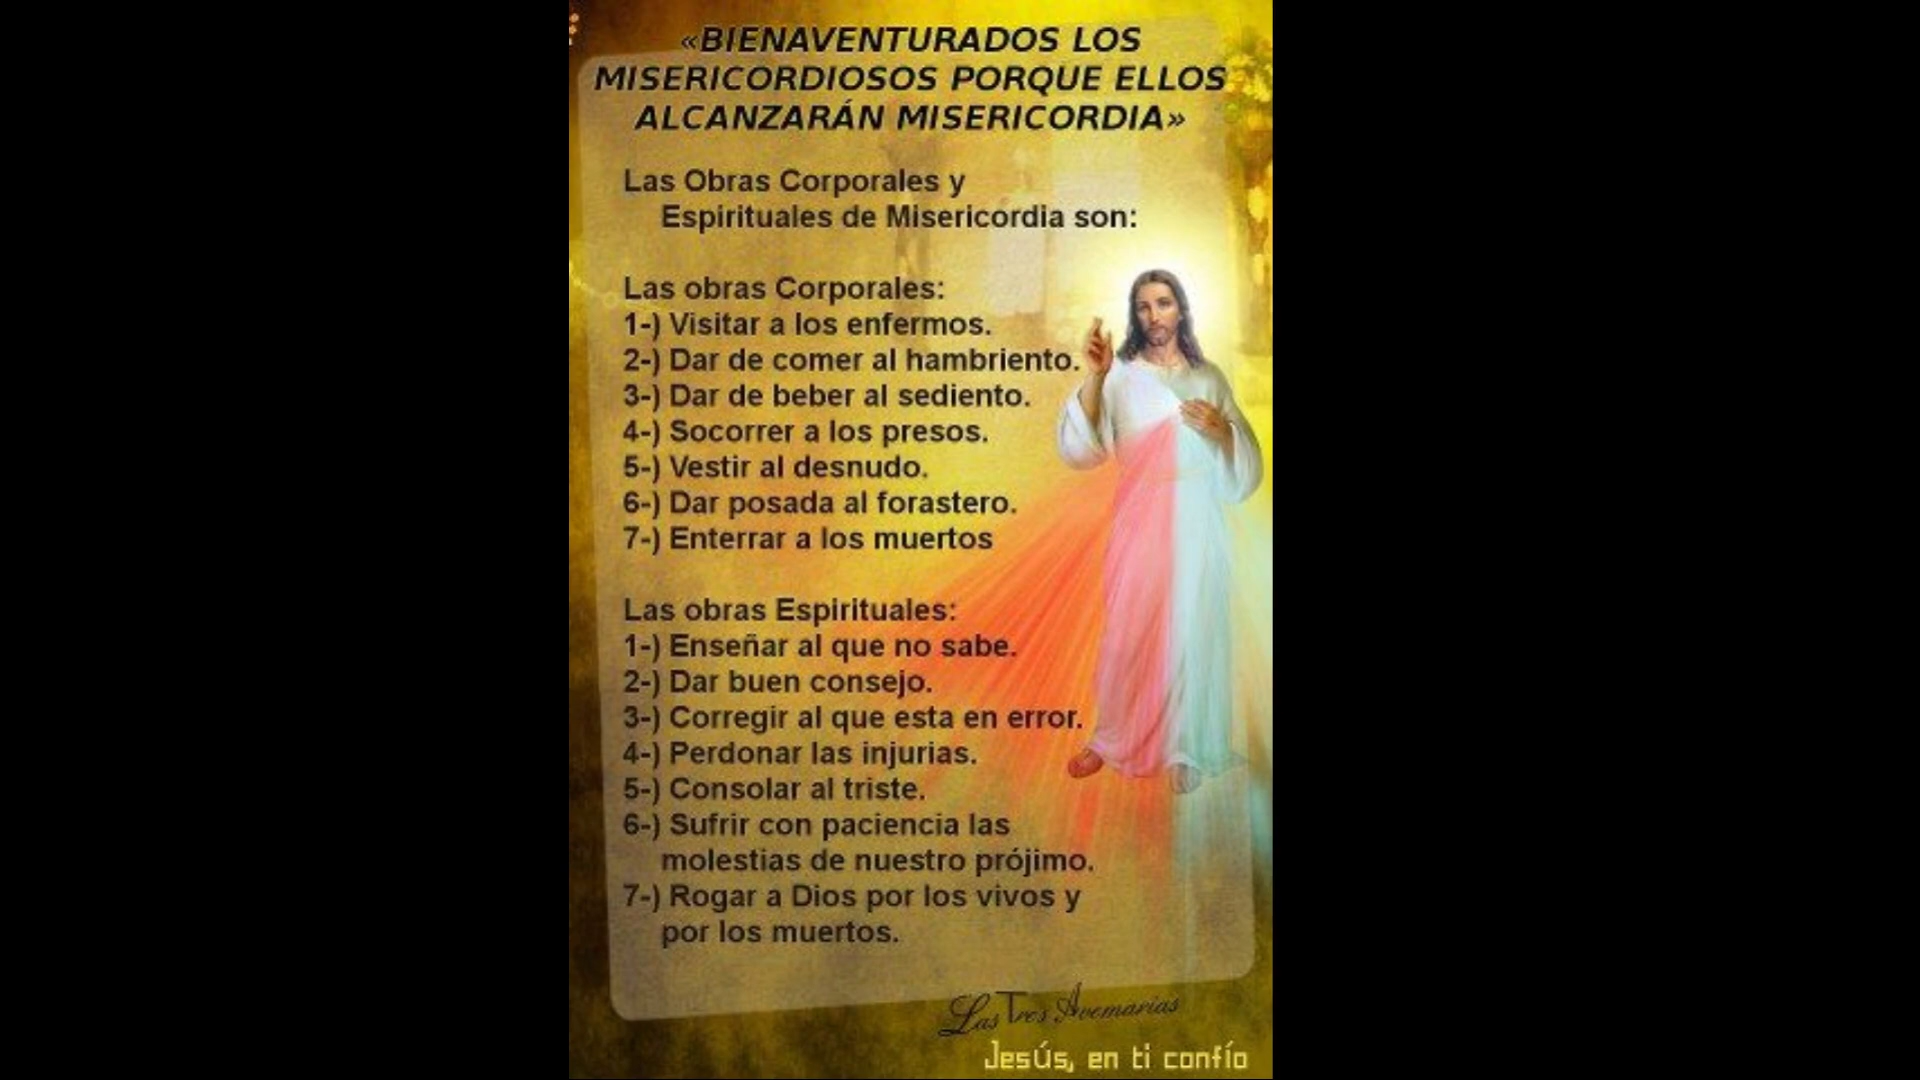 «BIENAVENTURADOS LOS
MISERICORDIOSOS PORQUE ELLOS
ALCANZARÁN MISERICORDIA»
Las Obras Corporales y
Espirituales de Misericordia son:
Las obras Corporales:
1-) Visitar a los enfermos.
2-) Dar de comer al hambriento.
3-) Dar de beber al sediento.
4-) Socorrer a los presos.
5-) Vestir al desnudo.
6-) Dar posada al forastero.
7-) Enterrar a los muertos
Las obras Espirituales:
1-) Enseñar al que no sabe.
2-) Dar buen consejo.
3-) Corregir al que esta en error.
4-) Perdonar las injurias.
5-) Consolar al triste.
6-) Sufrir con paciencia las
molestias de nuestro prójimo.
7-) Rogar a Dios por los vivos y
por los muertos.
Las Tres Avemarías
Jesús, en ti confío